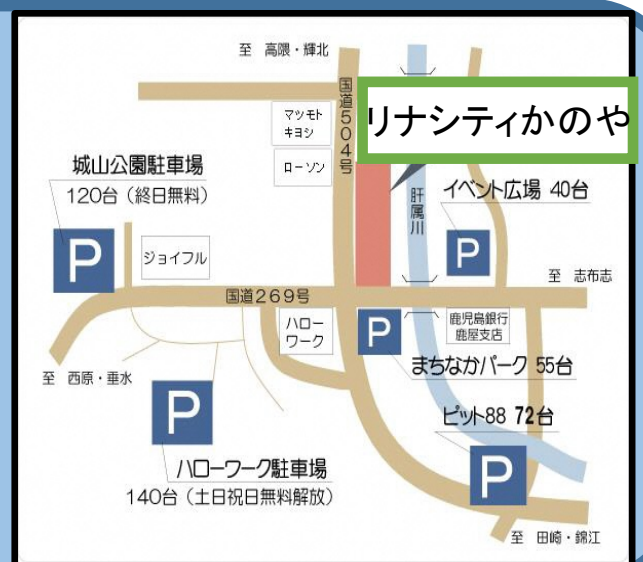 至 高隈・輝北
国道504号
マツモト
キヨシ
ローソン
リナシティかのや
城山公園駐車場
120台（終日無料）
P
ジョイフル
肝属川
イベント広場 40台
P
至 志布志
国道269号
ハロー
ワーク
P
鹿児島銀行
鹿屋支店
まちなかパーク 55台
至 西原・垂水
P
ピット88 72台
P
ハローワーク駐車場
140台（土日祝日無料解放）
至 田崎・錦江